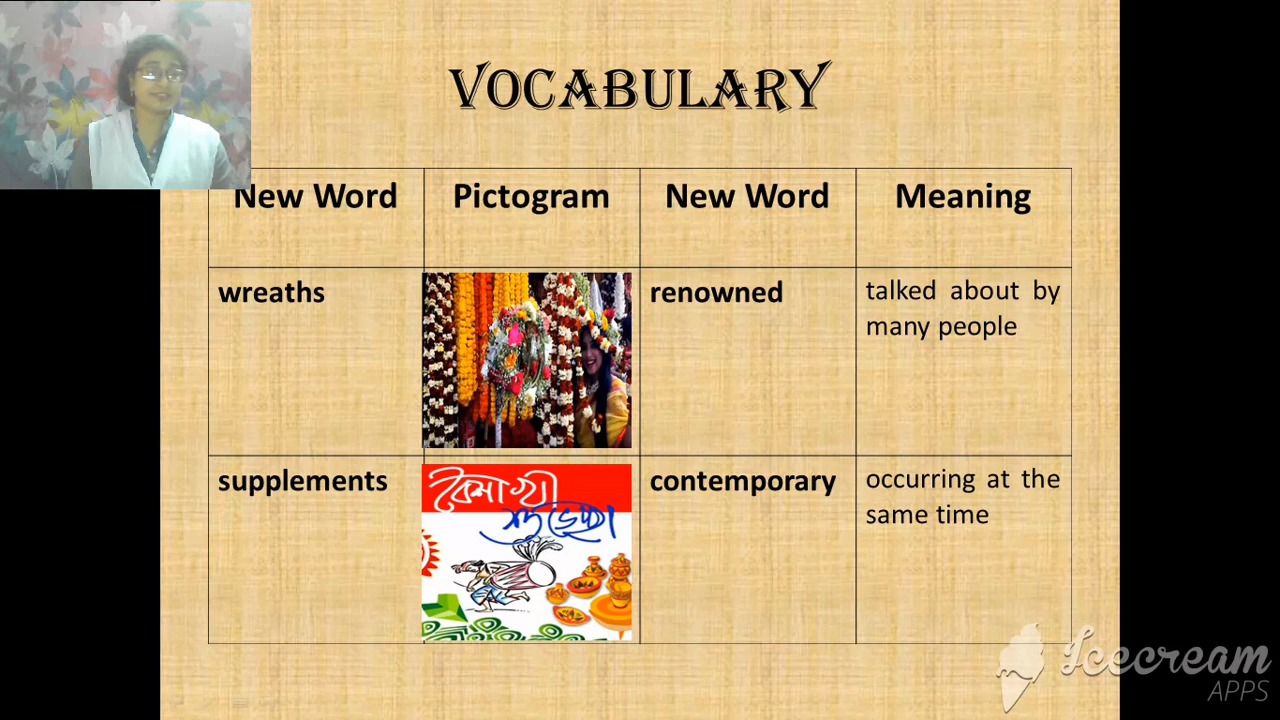 VOCABULARY
New Word Pictogram New Word Meaning
wreaths renowned talked about by
many people
supplements contemporary occurring at the
same time
বৈশাখী
শুভেচ্ছা
Icecream
APPS